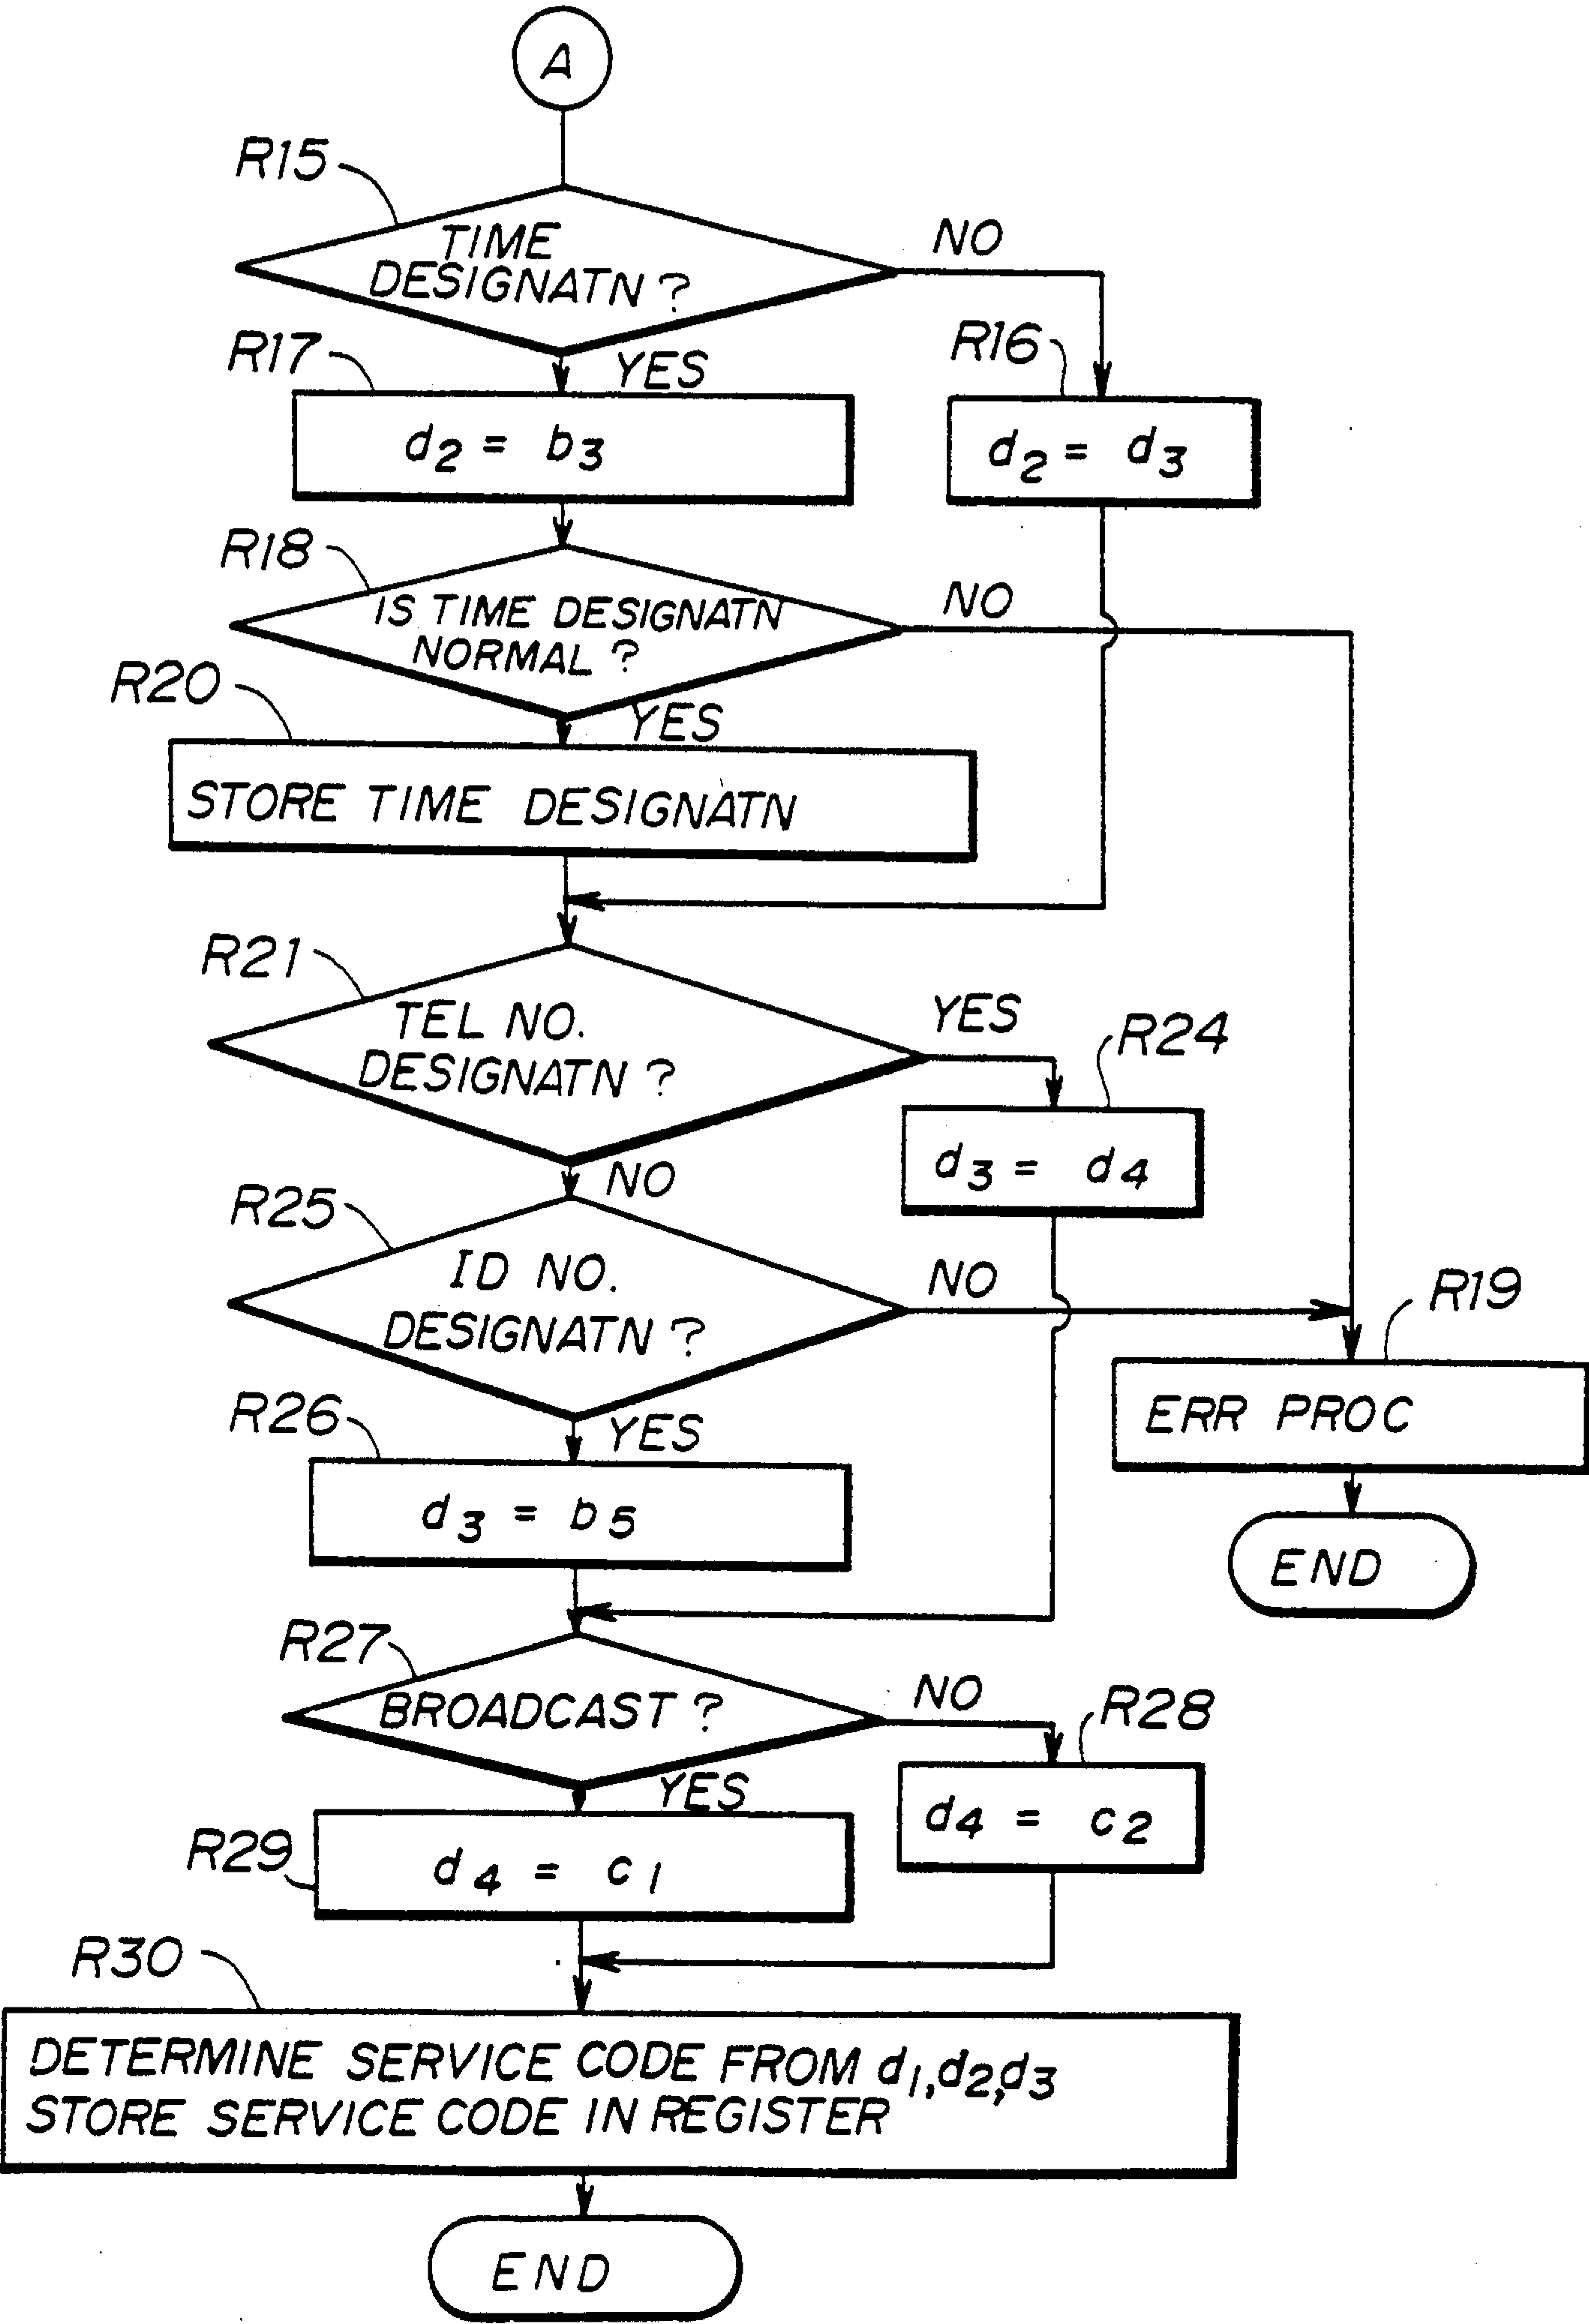 A
R15
TIME
DESIGNATN ?
NO
R17
YES
R16
d2 = b3
d2 = d3
R18
IS TIME DESIGNATN
NORMAL ?
NO
R20
YES
STORE TIME DESIGNATN
R21
TEL NO.
DESIGNATN ?
YES
R24
d3 = d4
NO
R25
ID NO.
DESIGNATN ?
NO
R19
ERR PROC
END
R26
YES
d3 = b5
R27
BROADCAST ?
NO
R28
YES
d4 = c2
R29
d4 = c1
R30
DETERMINE SERVICE CODE FROM d1,d2,d3
STORE SERVICE CODE IN REGISTER
END